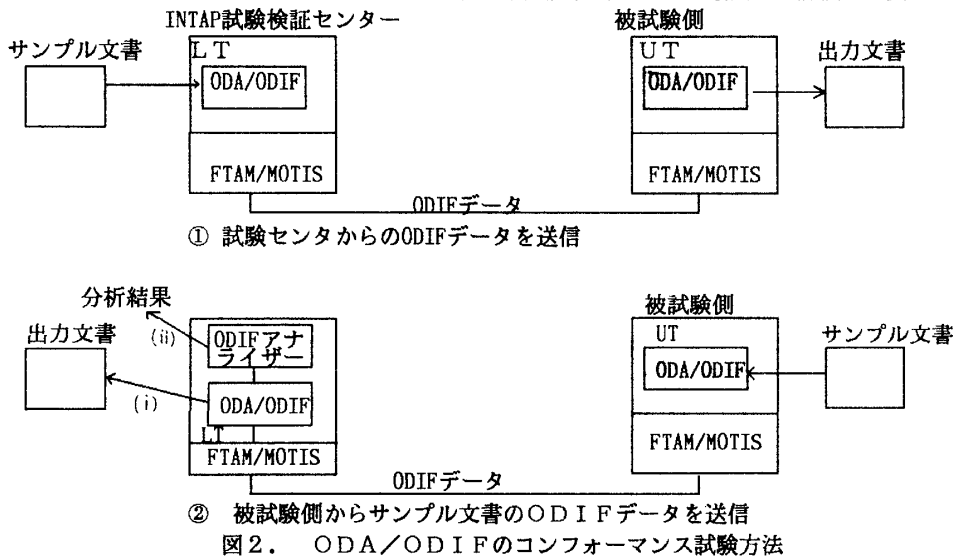 INTAP試験検証センター
被試験側
サンプル文書
LT
UT
出力文書
ODA/ODIF
ODA/ODIF
FTAM/MOTIS
FTAM/MOTIS
ODIFデータ
① 試験センタからのODIFデータを送信
分析結果
被試験側
出力文書
(ii)
ODIFアナ
ライザー
UT
サンプル文書
ODA/ODIF
(i)
ODA/ODIF
LT
FTAM/MOTIS
FTAM/MOTIS
ODIFデータ
② 被試験側からサンプル文書のODIFデータを送信
図2. ODA/ODIFのコンフォーマンス試験方法